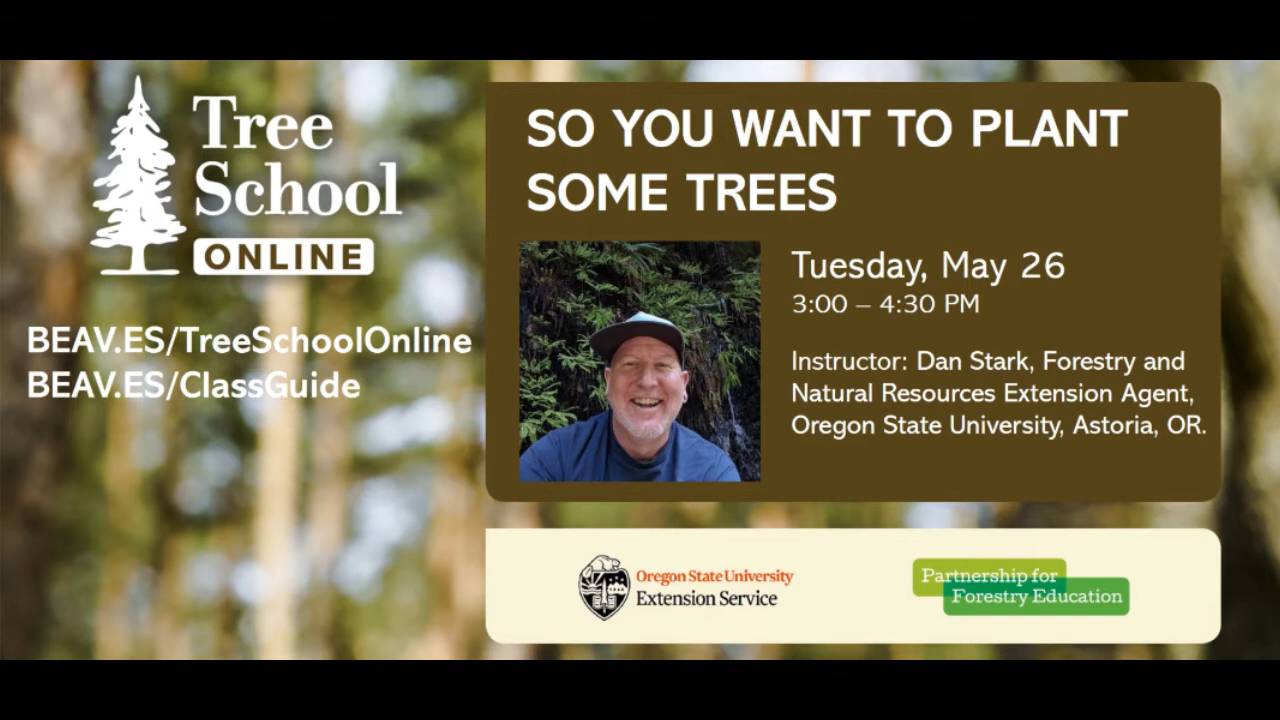 Tree
School
ONLINE
BEAV.ES/TreeSchoolOnline
BEAV.ES/ClassGuide
SO YOU WANT TO PLANT
SOME TREES
Tuesday, May 26
3:00 – 4:30 PM
Instructor: Dan Stark, Forestry and
Natural Resources Extension Agent,
Oregon State University, Astoria, OR.
Oregon State University
Extension Service
Partnership for
Forestry Education